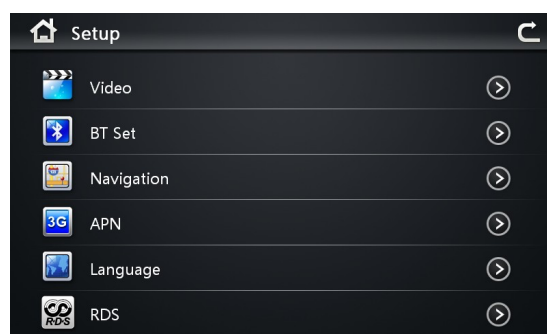 Setup
Video
BT Set
Navigation
3G APN
Language
RDS RDS